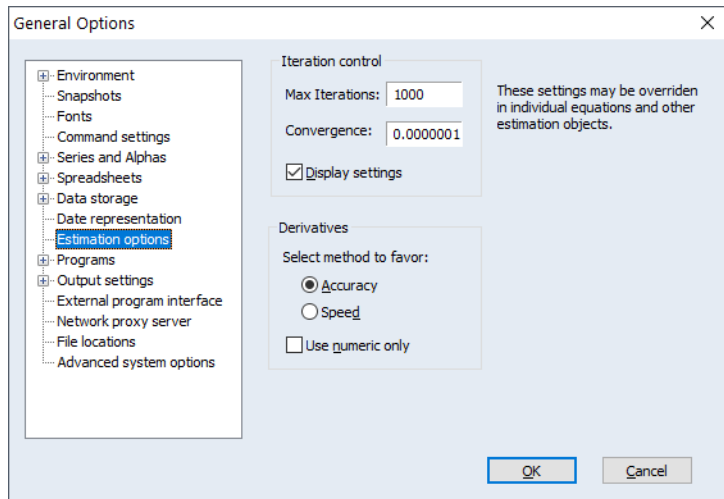 General Options
Environment
Snapshots
Fonts
Command settings
Series and Alphas
Spreadsheets
Data storage
Date representation
Estimation options
Programs
Output settings
External program interface
Network proxy server
File locations
Advanced system options
Iteration control
Max Iterations: 1000
Convergence: 0.0000001
Display settings
These settings may be overriden
in individual equations and other
estimation objects.
Derivatives
Select method to favor:
Accuracy
Speed
Use numeric only
OK
Cancel